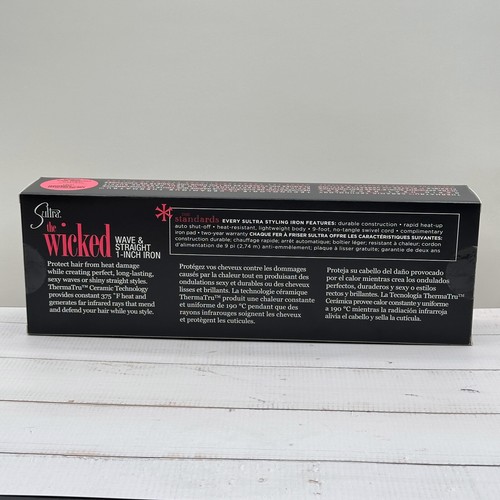 Sultra
the
wicked
WAVE &
STRAIGHT
1-INCH IRON
Protect hair from heat damage
while creating perfect, long-lasting,
sexy waves or shiny straight styles.
ThermaTru™ Ceramic Technology
provides constant 375 °F heat and
generates far infrared rays that mend
and defend your hair while you style.
standards EVERY SULTRA STYLING IRON FEATURES: durable construction • rapid heat-up
auto shut-off • heat-resistant, lightweight body • 9-foot, no-tangle swivel cord • complimentary
iron pad • two-year warranty CHAQUE FER À FRISER SULTRA OFFRE LES CARACTÉRISTIQUES SUIVANTES:
construction durable; chauffage rapide; arrêt automatique; boîtier léger; resistant à chaleur; cordon
d'alimentation de 9 pi (2,74 m) anti-emmêlement; plaque à lisser gratuite; garantie de deux ans
Protégez vos cheveux contre les dommages
causés par la chaleur tout en produisant des
ondulations sexy et durables ou des cheveux
lisses et brillants. La technologie céramique
ThermaTru™ produit une chaleur constante
et uniforme de 190 °C pendant que des
rayons infrarouges soignent les cheveux
et protègent les cuticules.
Proteja su cabello del daño provocado
por el calor mientras crea los ondulados
perfectos, duraderos y sexy o estilos
rectos y brillantes. La Tecnología ThermaTru™
Cerámica provee calor constante y uniforme
a 190 °C mientras la radiación infrarroja
alivia el cabello y sella la cutícula.